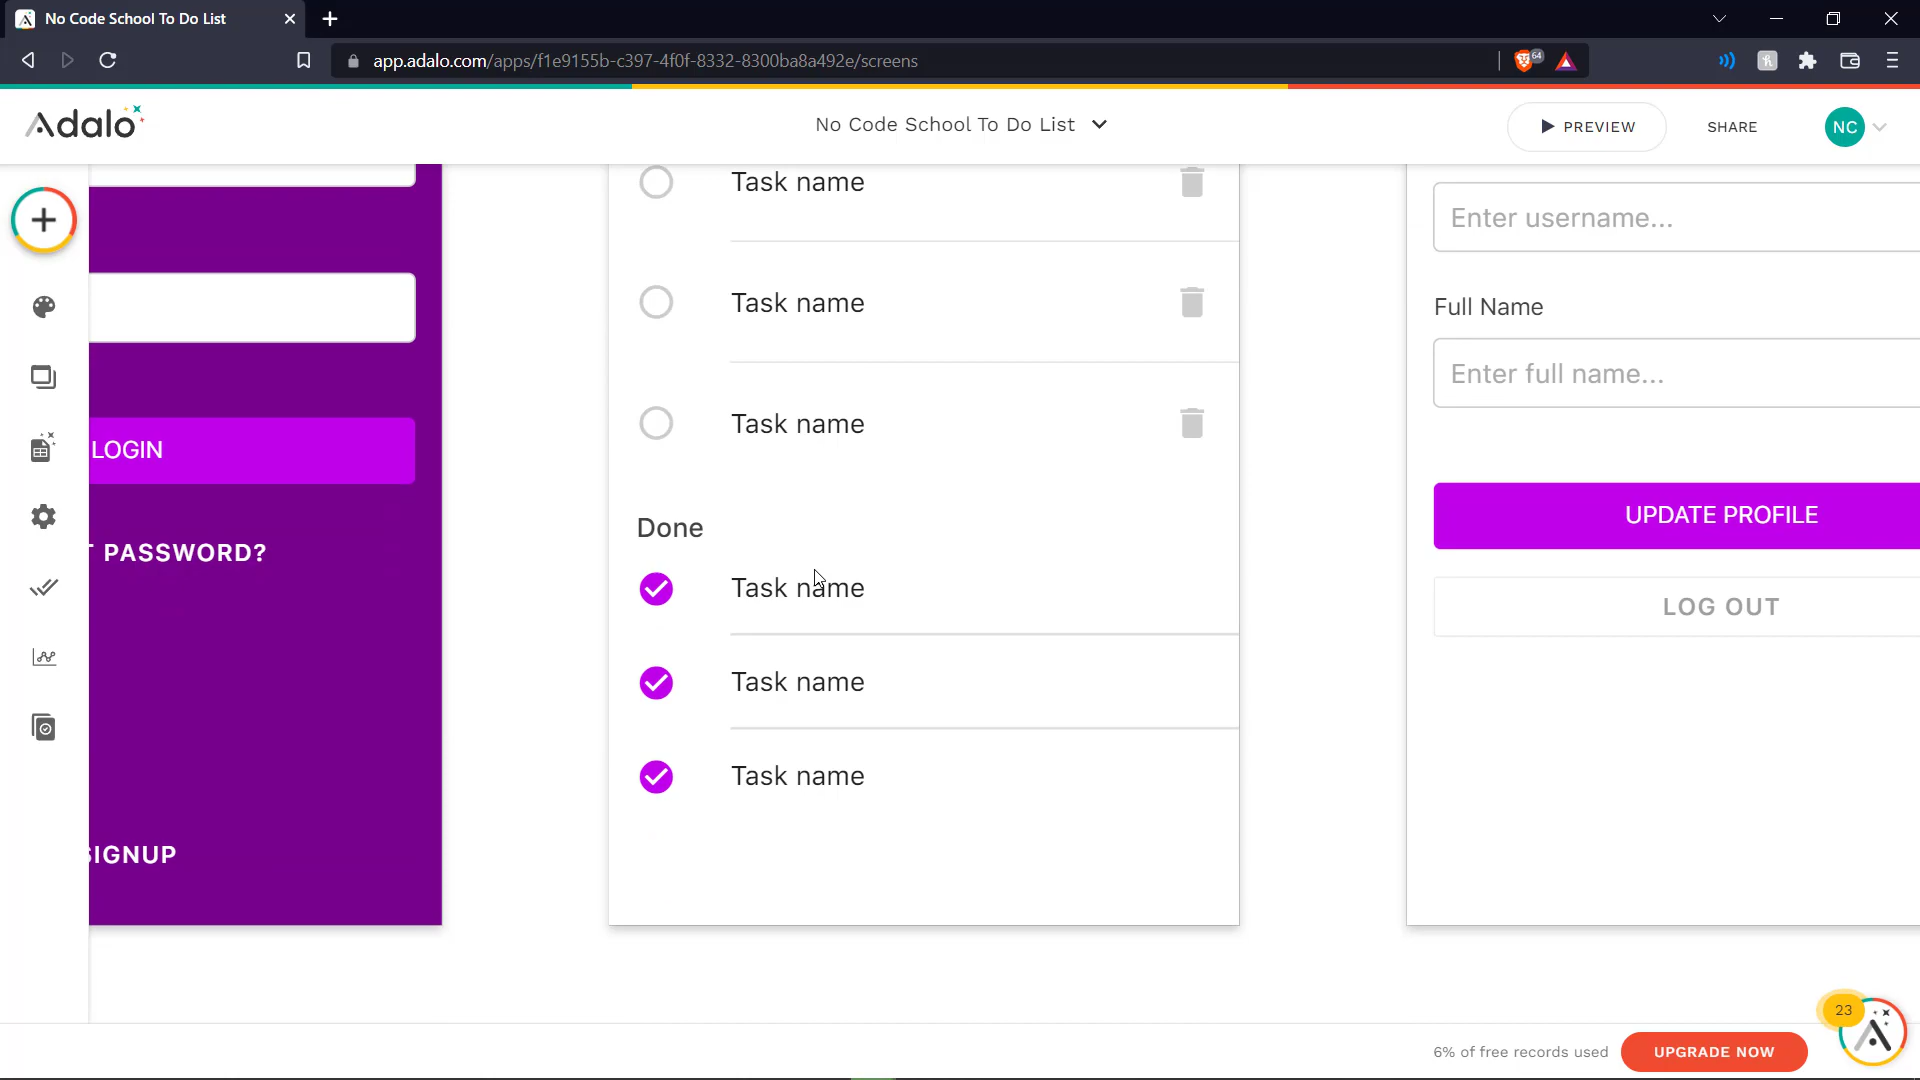 No Code School To Do List
app.adalo.com/apps/f1e9155b-c397-4f0f-8332-8300ba8a492e/screens
64
Adalo
No Code School To Do List
PREVIEW
SHARE
NC
LOGIN
T PASSWORD?
SIGNUP
Task name
Task name
Task name
Done
Task name
Task name
Task name
Enter username...
Full Name
Enter full name...
UPDATE PROFILE
LOG OUT
23
6% of free records used
UPGRADE NOW